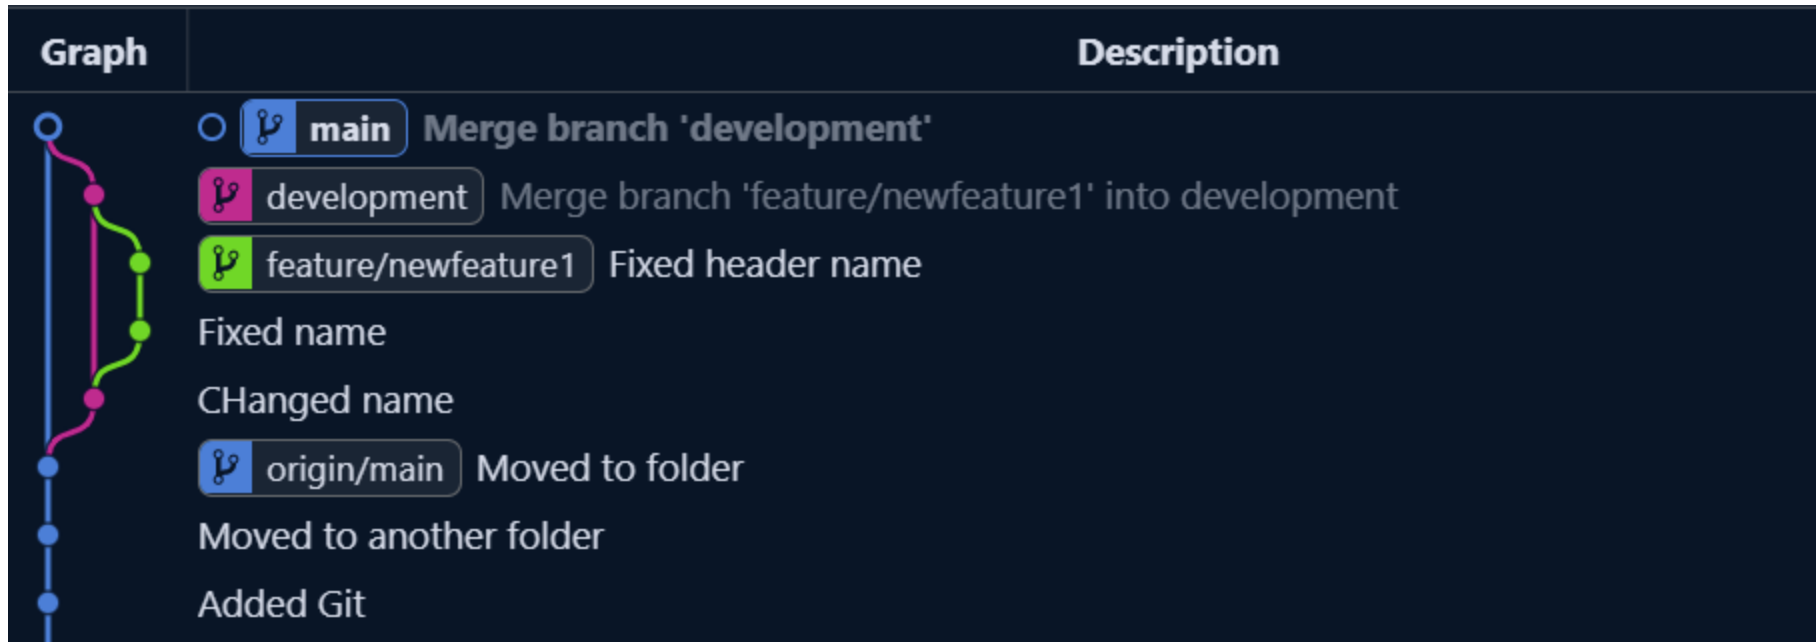 Graph Description
main Merge branch 'development'
development Merge branch 'feature/newfeature1' into development
feature/newfeature1 Fixed header name
Fixed name
CHanged name
origin/main Moved to folder
Moved to another folder
Added Git